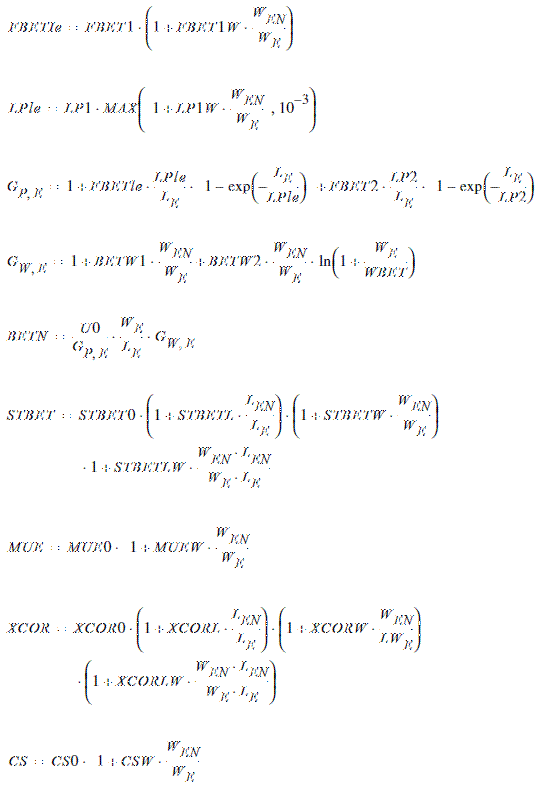 FBET1e = FBET1 · (1 + FBET1W · W_EN / W_E)
LP1e = LP1 · MAX( 1 + LP1W · W_EN / W_E , 10^-3)
G_P, E = 1 + FBET1e · LP1e / L_E · 1 − exp(− L_E / LP1e) + FBET2 · LP2 / L_E · 1 − exp(− L_E / LP2)
G_W, E = 1 + BETW1 · W_EN / W_E + BETW2 · W_EN / W_E · ln(1 + W_E / WBET)
BETN = U0 / G_P, E · W_E / L_E · G_W, E
STBET = STBET0 · (1 + STBETL · L_EN / L_E) · (1 + STBETW · W_EN / W_E)
· 1 + STBETLW · W_EN · L_EN / W_E · L_E
MUE = MUE0 · 1 + MUEW · W_EN / W_E
XCOR = XCOR0 · (1 + XCORL · L_EN / L_E) · (1 + XCORW · W_EN / LW_E)
· (1 + XCORLW · W_EN · L_EN / W_E · L_E)
CS = CS0 · 1 + CSW · W_EN / W_E